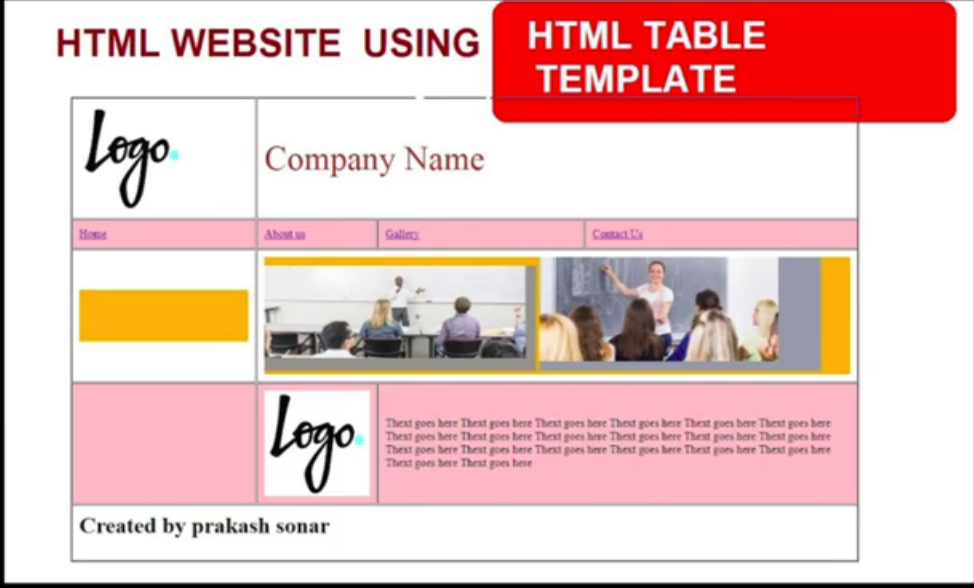 HTML WEBSITE USING
HTML TABLE
TEMPLATE
Logo.
Company Name
Home
About us
Gallery
Contact Us
Logo.
Thext goes here Thext goes here Thext goes here Thext goes here Thext goes here Thext goes here
Thext goes here Thext goes here Thext goes here Thext goes here Thext goes here Thext goes here
Thext goes here Thext goes here Thext goes here Thext goes here Thext goes here Thext goes here
Thext goes here Thext goes here
Created by prakash sonar